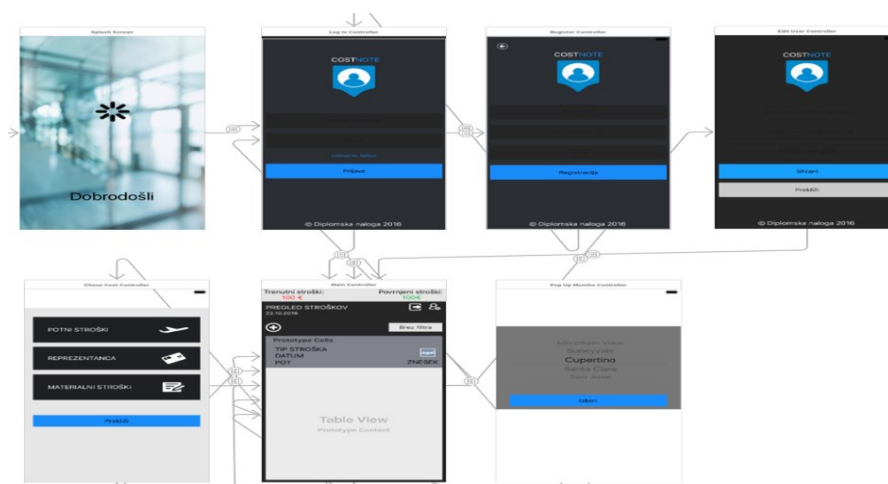 Splash Screen
Dobrodošli
Log In Controller
COSTNOTE
Prijava
© Diplomska naloga 2016
Register Controller
COSTNOTE
Registracija
© Diplomska naloga 2016
Edit User Controller
COSTNOTE
Shrani
Prekliči
© Diplomska naloga 2016
Chose Cost Controller
POTNI STROŠKI
REPREZENTANCA
MATERIALNI STROŠKI
Prekliči
Main Controller
Trenutni stroški: Povrnjeni stroški:
100 € 100€
PREGLED STROŠKOV
23.10.2016
Brez filtra
Prototype Cells
TIP STROŠKA
DATUM
POT ZNESEK
Table View
Prototype Content
Pop Up Months Controller
Mountain View
Sunnyvale
Cupertino
Santa Clara
San Jose
Izberi